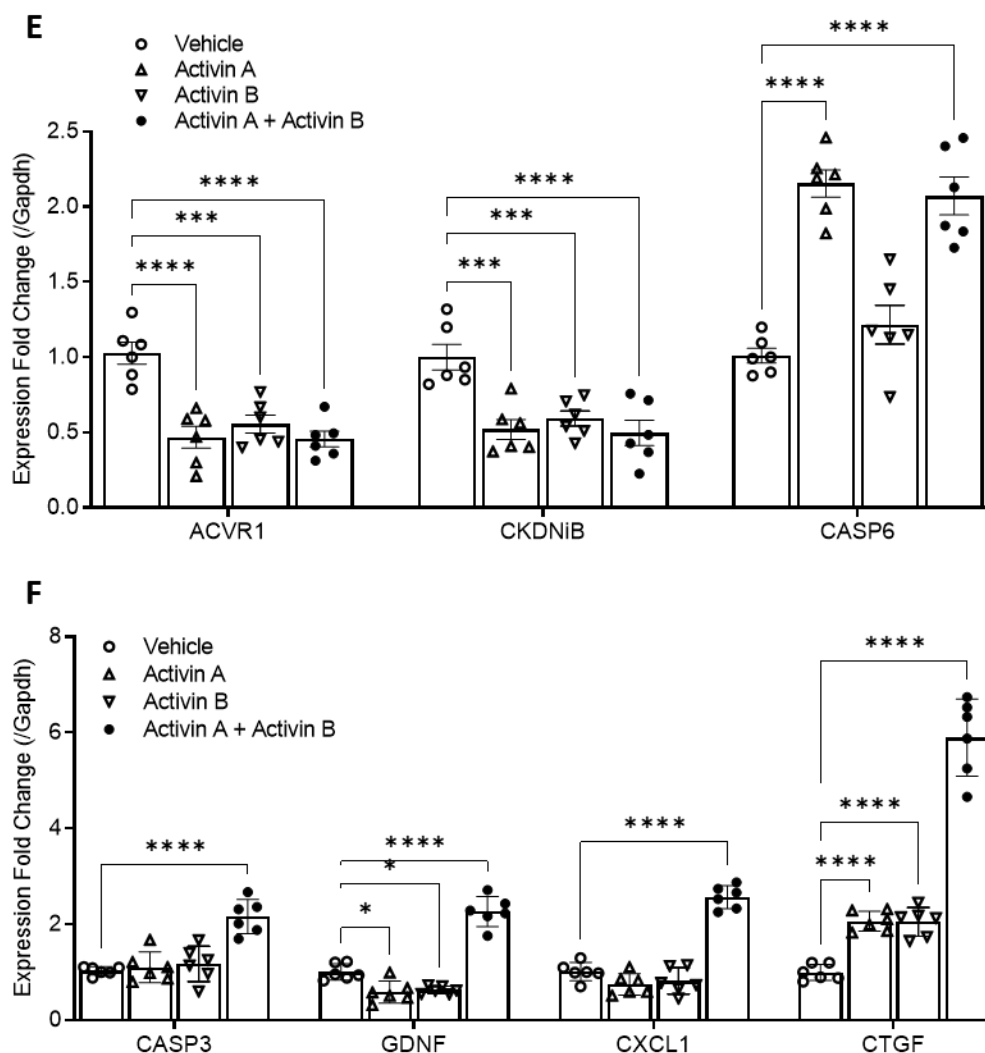 E
Vehicle
Activin A
Activin B
Activin A + Activin B
****
****
****
***
****
****
***
***
Expression Fold Change (/Gapdh)
2.5
2.0
1.5
1.0
0.5
0.0
ACVR1 CKDNiB CASP6
F
Vehicle
Activin A
Activin B
Activin A + Activin B
****
****
****
*
*
****
****
****
Expression Fold Change (/Gapdh)
8
6
4
2
0
CASP3 GDNF CXCL1 CTGF